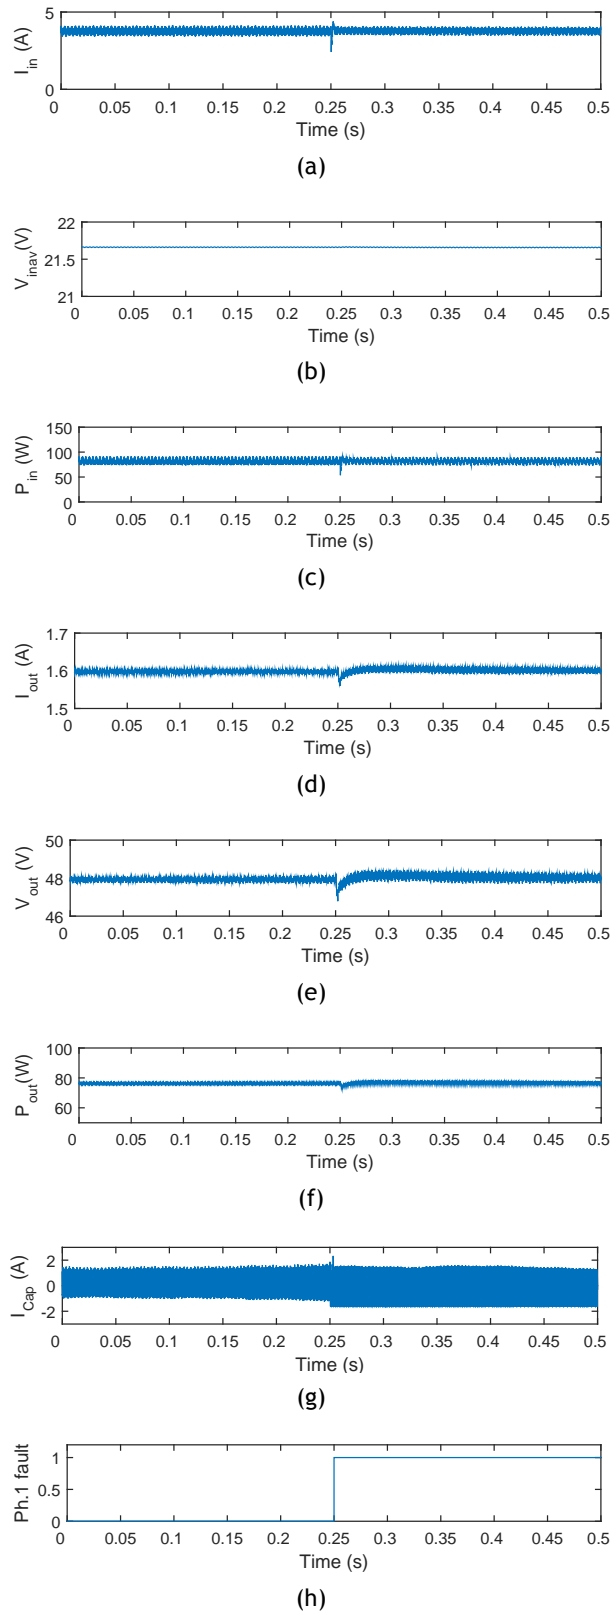 5
0
I_in (A)
0 0.05 0.1 0.15 0.2 0.25 0.3 0.35 0.4 0.45 0.5
Time (s)
(a)
22
21.5
21
V_inav(V)
0 0.05 0.1 0.15 0.2 0.25 0.3 0.35 0.4 0.45 0.5
Time (s)
(b)
150
100
50
0
P_in (W)
0 0.05 0.1 0.15 0.2 0.25 0.3 0.35 0.4 0.45 0.5
Time (s)
(c)
1.7
1.6
1.5
I_out (A)
0 0.05 0.1 0.15 0.2 0.25 0.3 0.35 0.4 0.45 0.5
Time (s)
(d)
50
48
46
V_out (V)
0 0.05 0.1 0.15 0.2 0.25 0.3 0.35 0.4 0.45 0.5
Time (s)
(e)
100
80
60
P_out(W)
0 0.05 0.1 0.15 0.2 0.25 0.3 0.35 0.4 0.45 0.5
Time (s)
(f)
2
0
-2
I_Cap (A)
0 0.05 0.1 0.15 0.2 0.25 0.3 0.35 0.4 0.45 0.5
Time (s)
(g)
1
0.5
0
Ph.1 fault
0 0.05 0.1 0.15 0.2 0.25 0.3 0.35 0.4 0.45 0.5
Time (s)
(h)